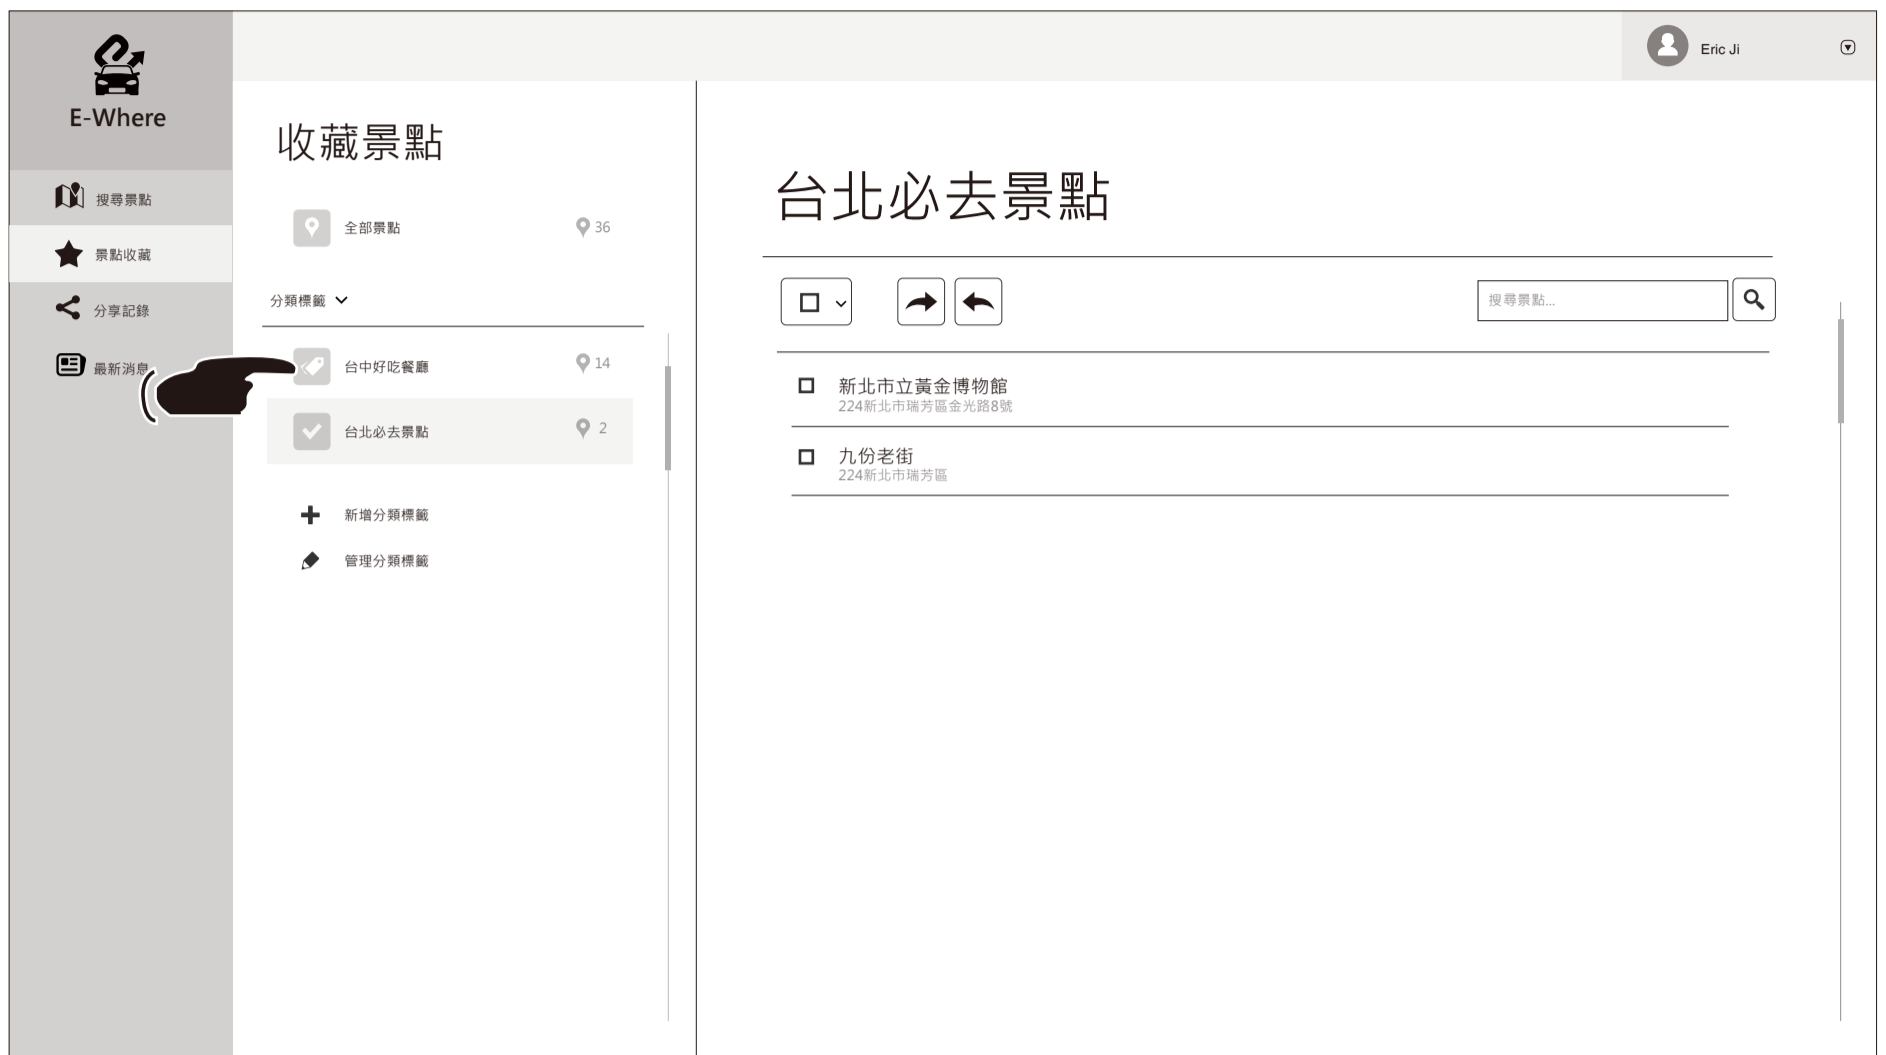 E-Where
Eric Ji
搜尋景點
景點收藏
分享記錄
最新消息
收藏景點
全部景點 36
分類標籤
台中好吃餐廳 14
台北必去景點 2
新增分類標籤
管理分類標籤
台北必去景點
搜尋景點...
新北市立黃金博物館
224新北市瑞芳區金光路8號
九份老街
224新北市瑞芳區